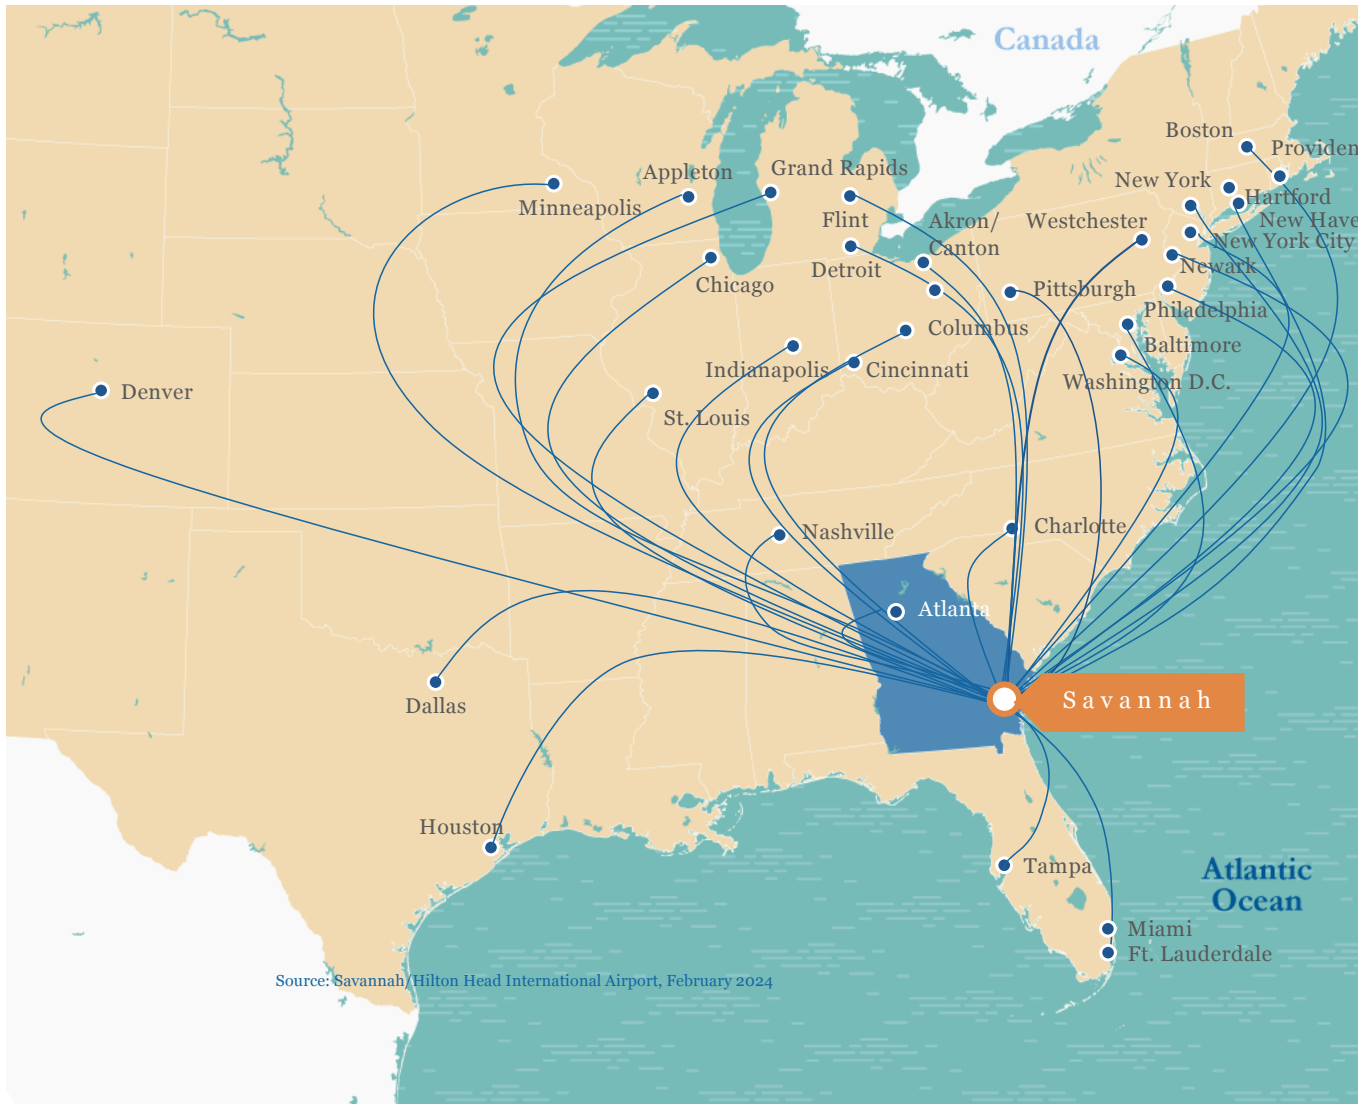 Canada
Boston
Providen
Appleton
Grand Rapids
Minneapolis
New York
Hartford
Flint
Akron/
Canton
Westchester
New Have
New York City
Detroit
Newark
Chicago
Pittsburgh
Philadelphia
Columbus
Baltimore
Indianapolis
Cincinnati
Washington D.C.
Denver
St. Louis
Nashville
Charlotte
Atlanta
Savannah
Dallas
Houston
Tampa
Atlantic
Ocean
Miami
Ft. Lauderdale
Source: Savannah/Hilton Head International Airport, February 2024